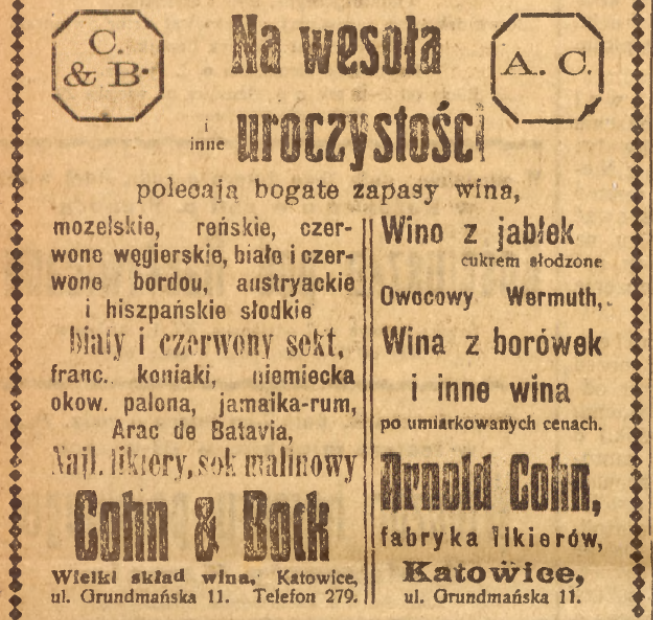 C.
& B.
Na wesoła
A. C.
i
inne
uroczystości
polecają bogate zapasy wina,
mozelskie, reńskie, czer-
wone węgierskie, białe i czer-
wone bordou, austryackie
i hiszpańskie słodkie
biały i czerwony sekt,
franc. koniaki, niemiecka
okow. palona, jamaika-rum,
Arac de Batavia,
Najl. likiery, sok malinowy
Cohn & Bock
Wielki skład wina, Katowice,
ul. Grundmańska 11. Telefon 279.
Wino z jabłek
cukrem słodzone
Owocowy Wermuth,
Wina z borówek
i inne wina
po umiarkowanych cenach.
Arnold Cohn,
fabryka likierów,
Katowice,
ul. Grundmańska 11.